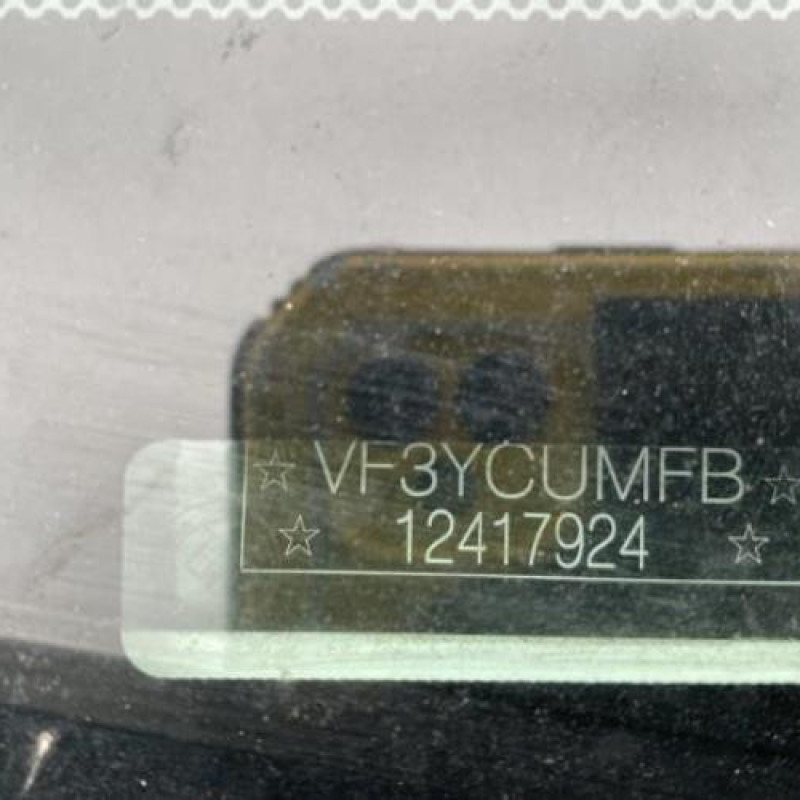 ☆ VF3YCUMFB ☆
☆ 12417924 ☆